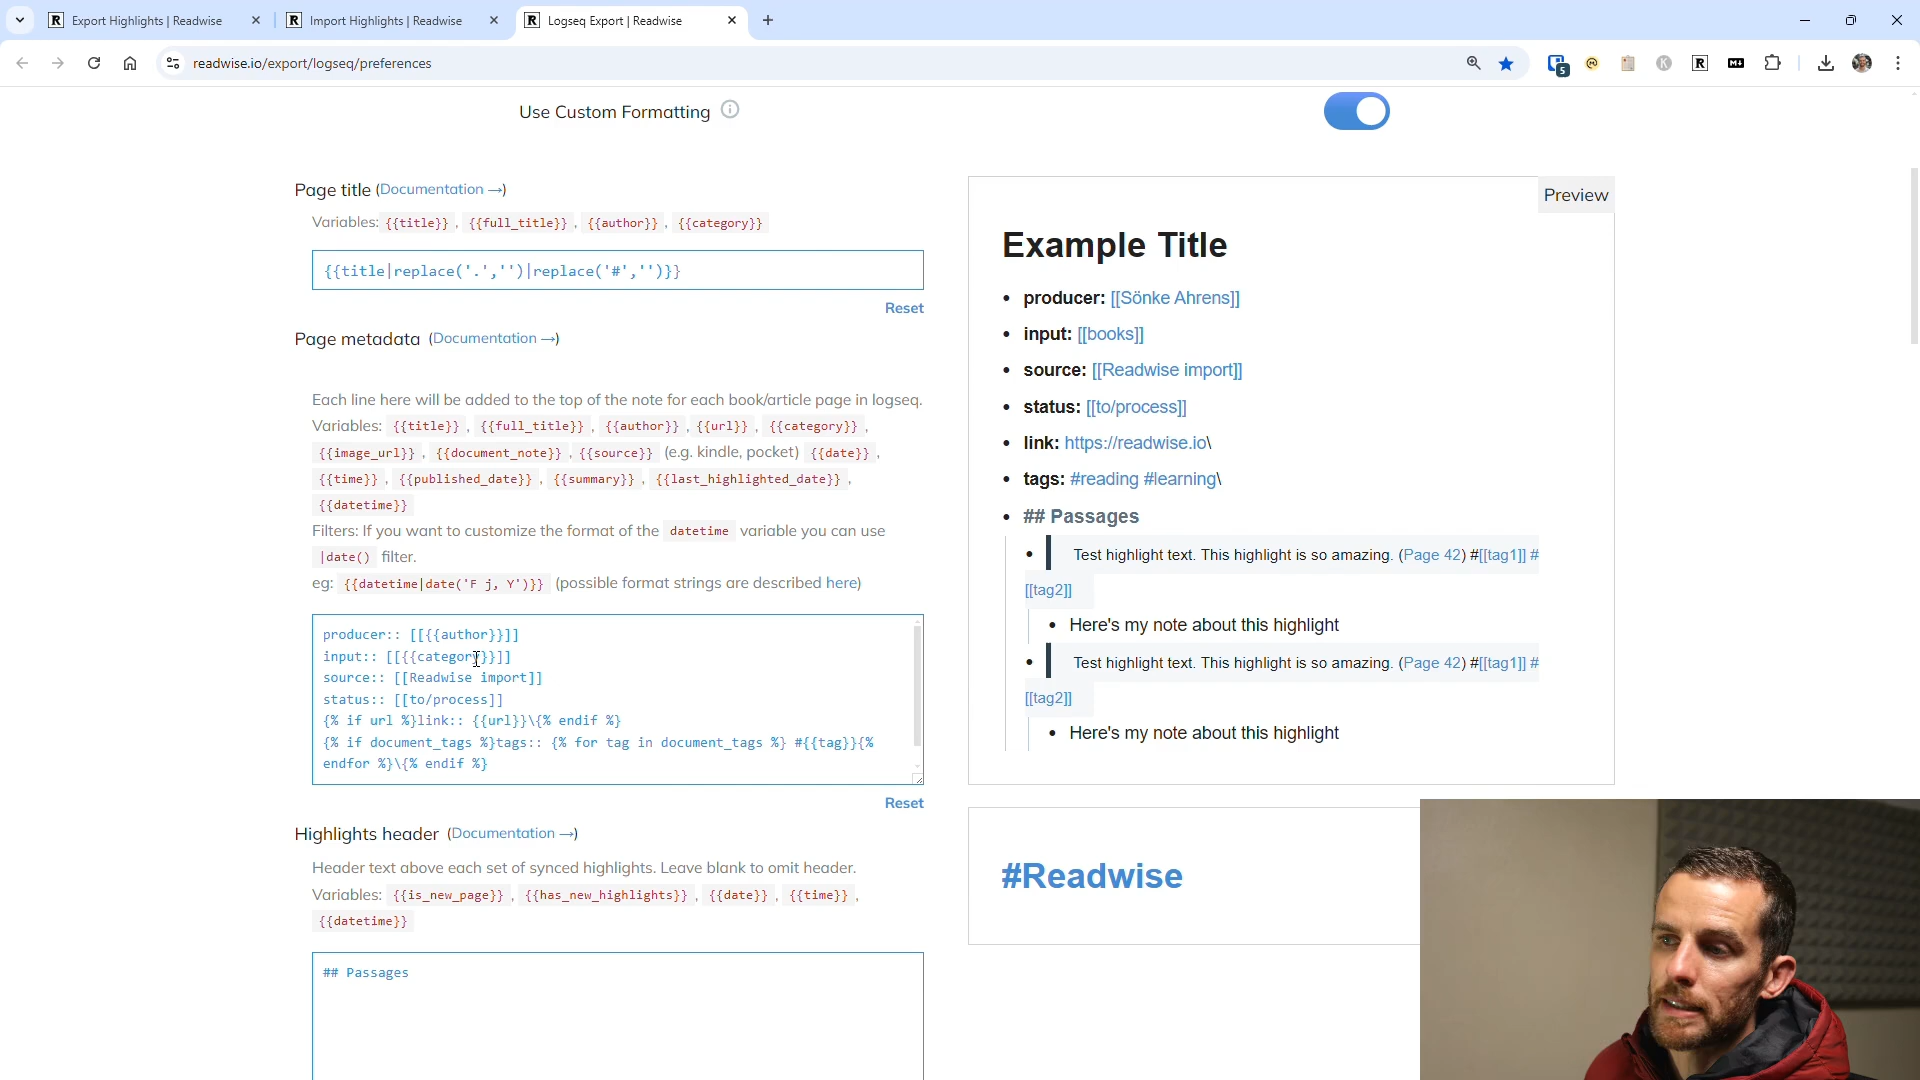 Export Highlights | Readwise
Import Highlights | Readwise
Logseq Export | Readwise
readwise.io/export/logseq/preferences
5
Use Custom Formatting
Page title (Documentation →)
Variables: {{title}} , {{full_title}} , {{author}} , {{category}}
{{title|replace('.','')|replace('#','')}}
Reset
Page metadata (Documentation →)
Each line here will be added to the top of the note for each book/article page in logseq.
Variables: {{title}} , {{full_title}} , {{author}} , {{url}} , {{category}} ,
{{image_url}} , {{document_note}} , {{source}} (e.g. kindle, pocket) {{date}} ,
{{time}} , {{published_date}} , {{summary}} , {{last_highlighted_date}} ,
{{datetime}}
Filters: If you want to customize the format of the datetime variable you can use
|date() filter.
eg: {{datetime|date('F j, Y')}} (possible format strings are described here)
producer:: [[{{author}}]]
input:: [[{{category}}]]
source:: [[Readwise import]]
status:: [[to/process]]
{% if url %}link:: {{url}}\{% endif %}
{% if document_tags %}tags:: {% for tag in document_tags %} #{{tag}}{%
endfor %}\{% endif %}
Reset
Highlights header (Documentation →)
Header text above each set of synced highlights. Leave blank to omit header.
Variables: {{is_new_page}} , {{has_new_highlights}} , {{date}} , {{time}} ,
{{datetime}}
## Passages
Preview
Example Title
• producer: [[Sönke Ahrens]]
• input: [[books]]
• source: [[Readwise import]]
• status: [[to/process]]
• link: https://readwise.io\
• tags: #reading #learning\
• ## Passages
• Test highlight text. This highlight is so amazing. (Page 42) #[[tag1]] #
[[tag2]]
• Here's my note about this highlight
• Test highlight text. This highlight is so amazing. (Page 42) #[[tag1]] #
[[tag2]]
• Here's my note about this highlight
#Readwise